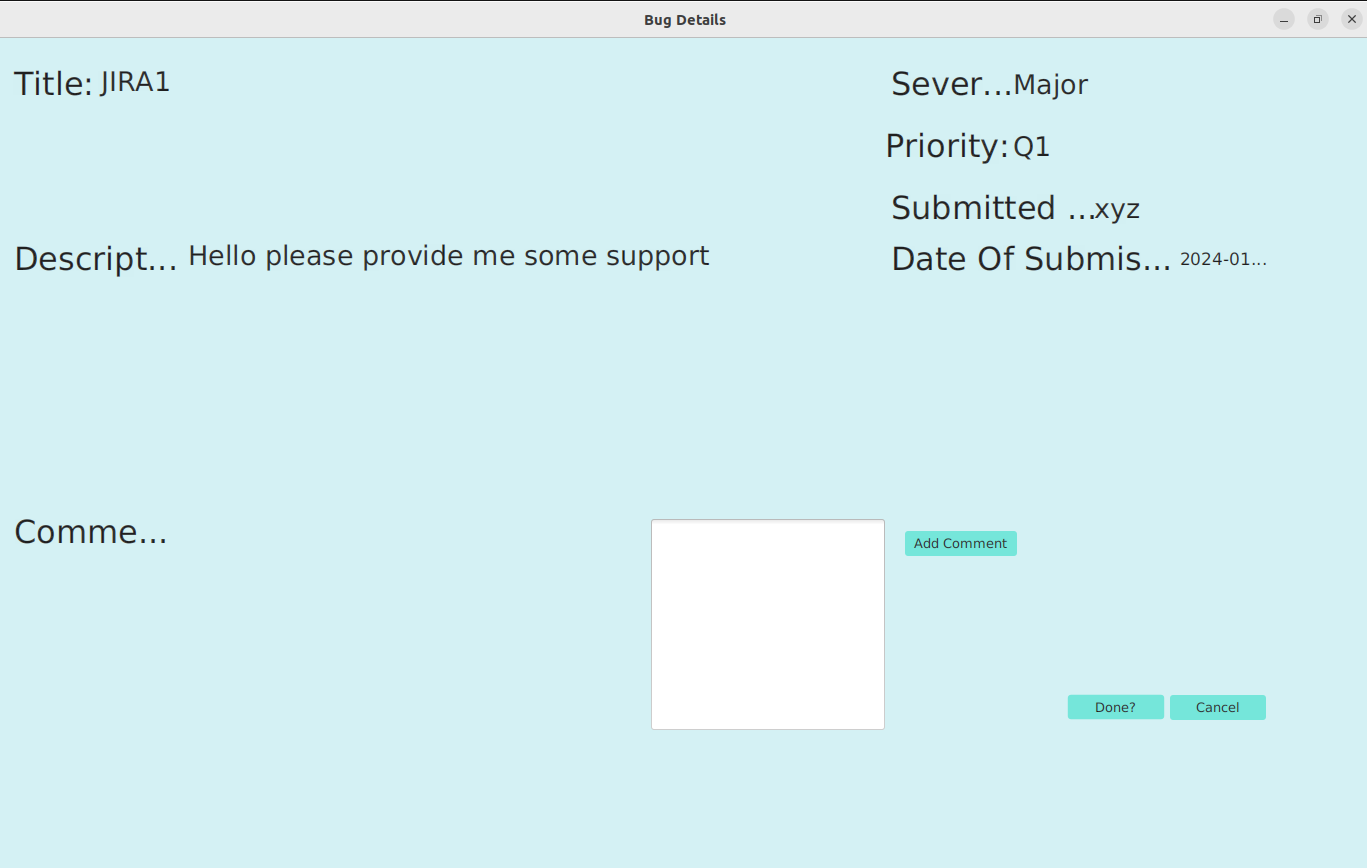 Bug Details
Title: JIRA1
Sever...Major
Priority: Q1
Submitted ...xyz
Descript... Hello please provide me some support
Date Of Submis... 2024-01...
Comme...
Add Comment
Done? Cancel